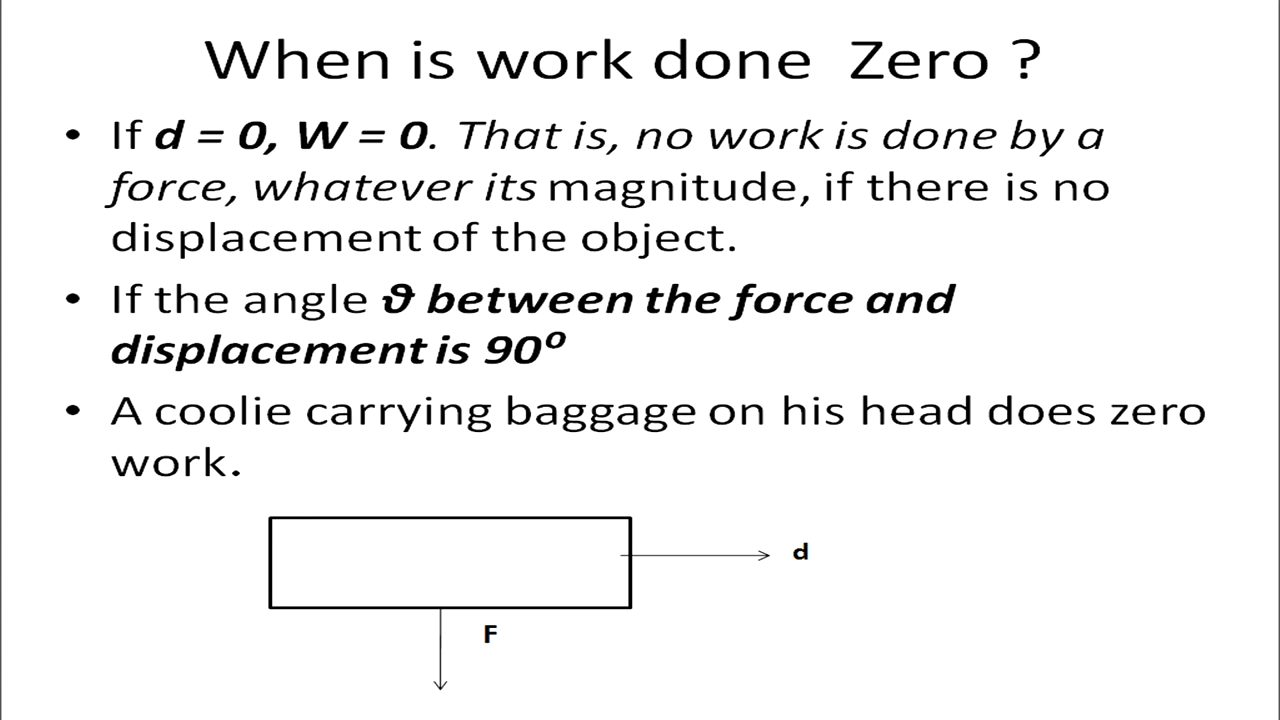 When is work done Zero ?
• If d = 0, W = 0. That is, no work is done by a
force, whatever its magnitude, if there is no
displacement of the object.
• If the angle ϑ between the force and
displacement is 90⁰
• A coolie carrying baggage on his head does zero
work.
d
F